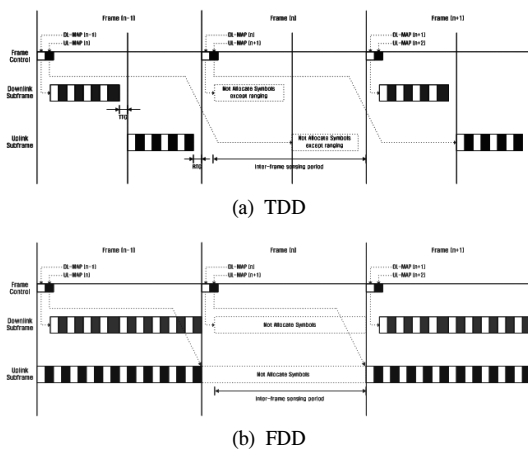 Frame (n-1)
Frame (n)
Frame (n+1)
DL-MAP (n-1)
UL-MAP (n)
DL-MAP (n)
UL-MAP (n+1)
DL-MAP (n+1)
UL-MAP (n+2)
Frame
Control
Downlink
Subframe
Not Allocate Symbols
except ranging
TTG
Uplink
Subframe
Not Allocate Symbols
except ranging
RTG
Inter-frame sensing period
(a) TDD
Frame (n-1)
Frame (n)
Frame (n+1)
DL-MAP (n-1)
UL-MAP (n)
DL-MAP (n)
UL-MAP (n+1)
DL-MAP (n+1)
UL-MAP (n+2)
Frame
Control
Downlink
Subframe
Not Allocate Symbols
Uplink
Subframe
Not Allocate Symbols
Inter-frame sensing period
(b) FDD